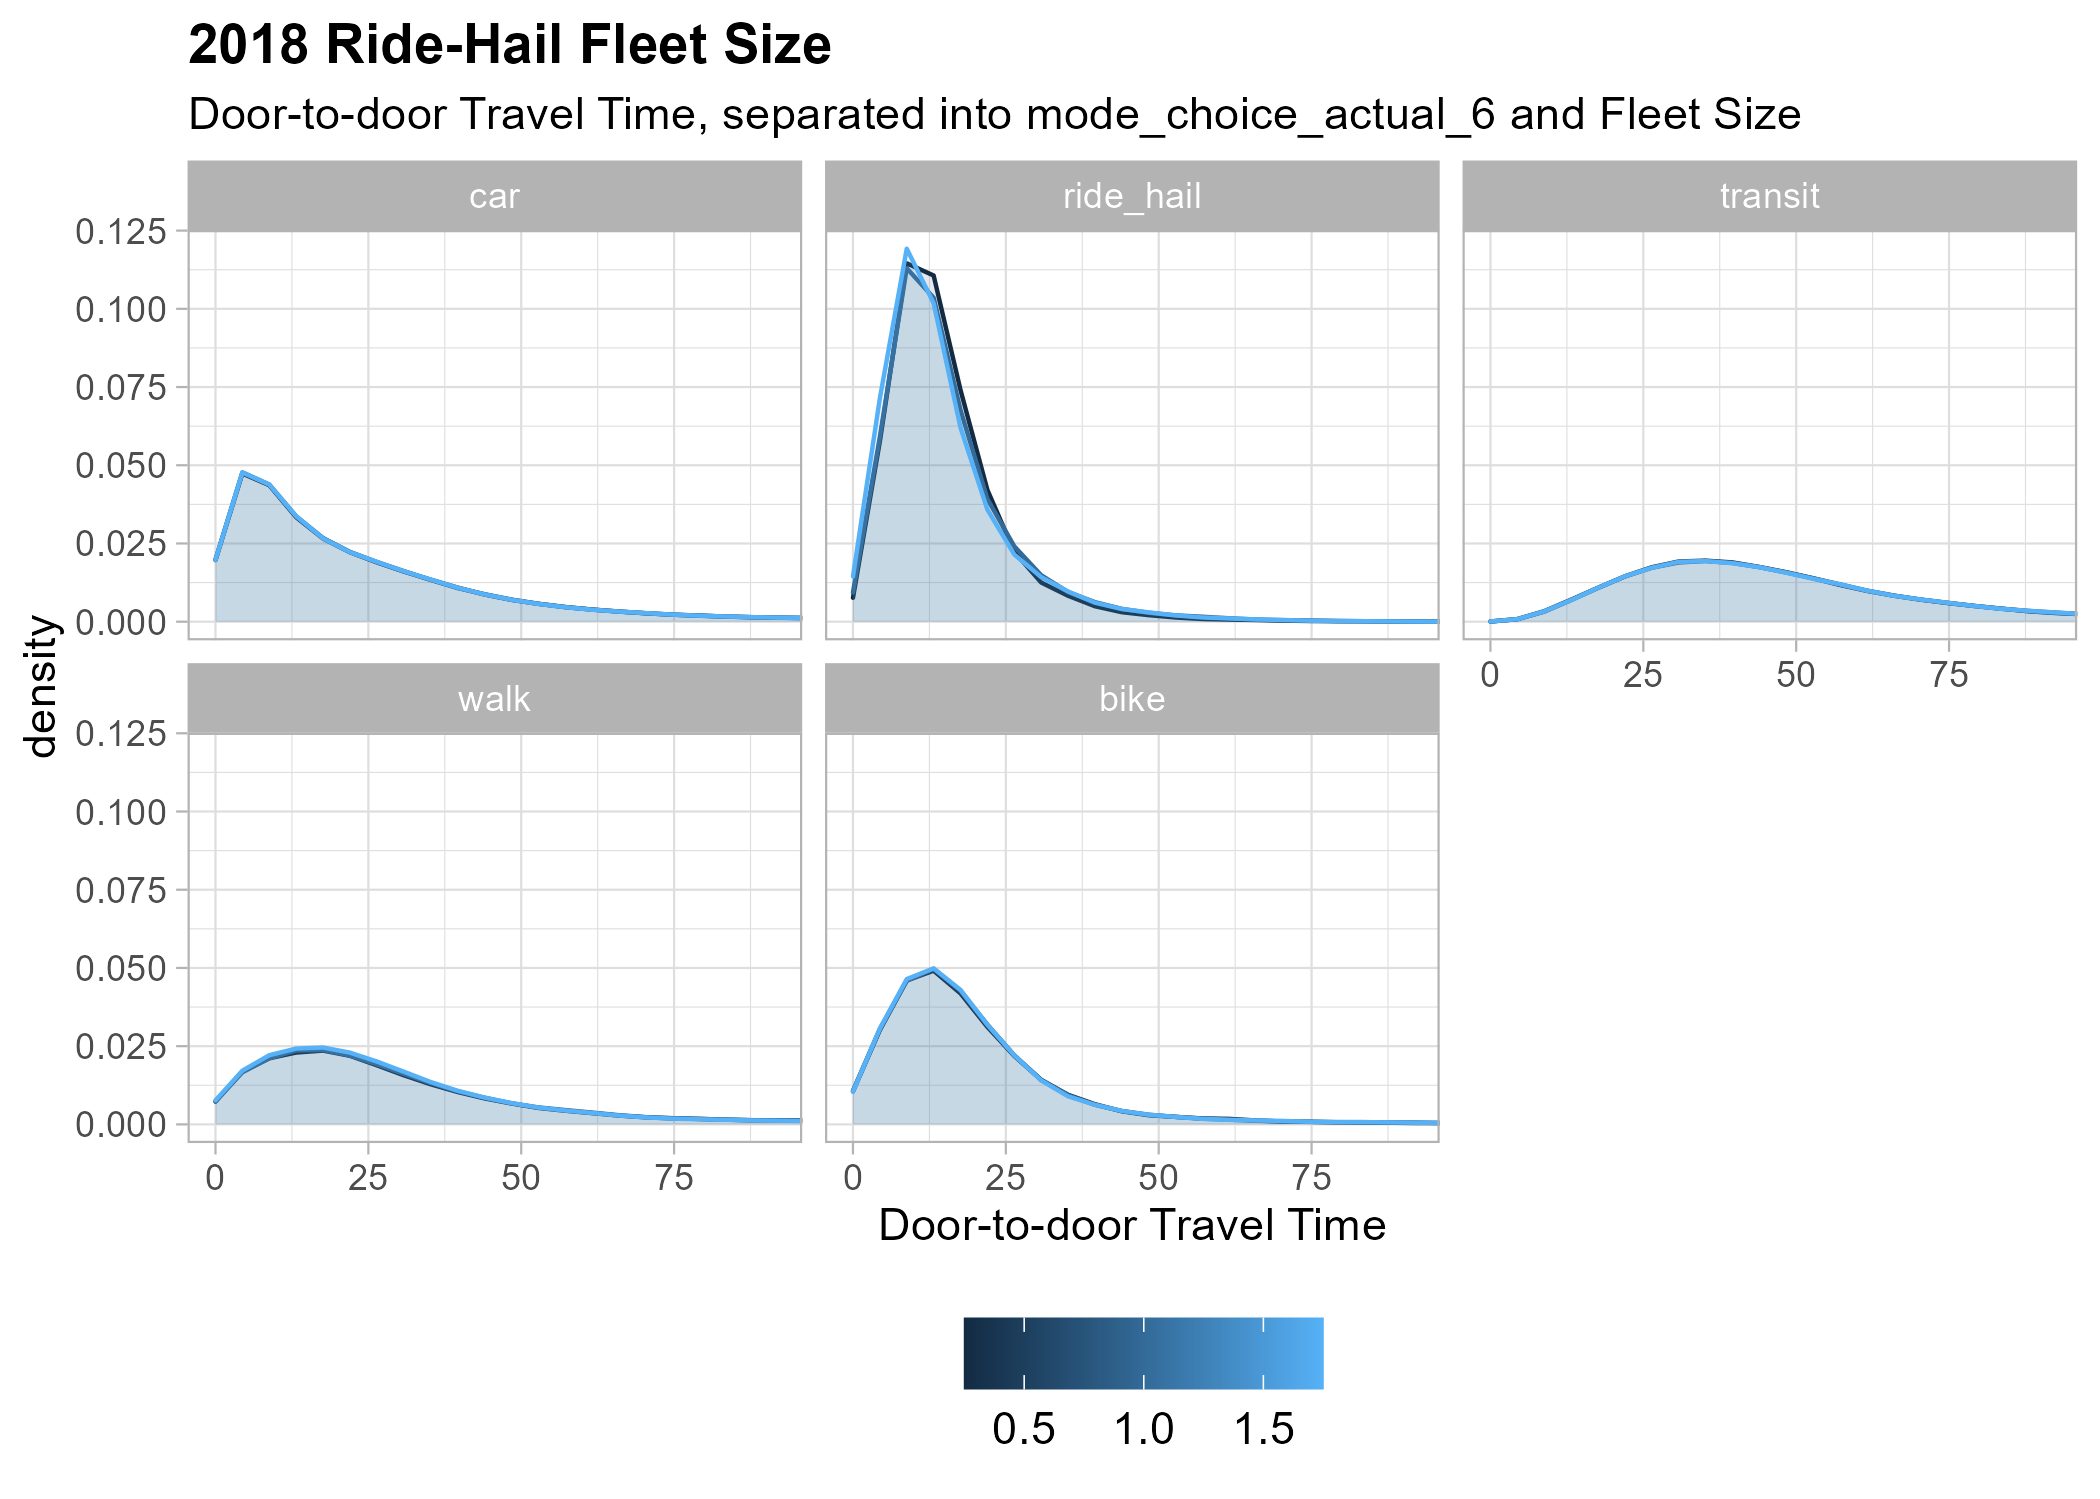 2018 Ride-Hail Fleet Size
Door-to-door Travel Time, separated into mode_choice_actual_6 and Fleet Size
car
ride_hail
transit
0.125
0.100
0.075
0.050
0.025
0.000
0 25 50 75
density
walk
bike
0.125
0.100
0.075
0.050
0.025
0.000
0 25 50 75
0 25 50 75
Door-to-door Travel Time
0.5 1.0 1.5